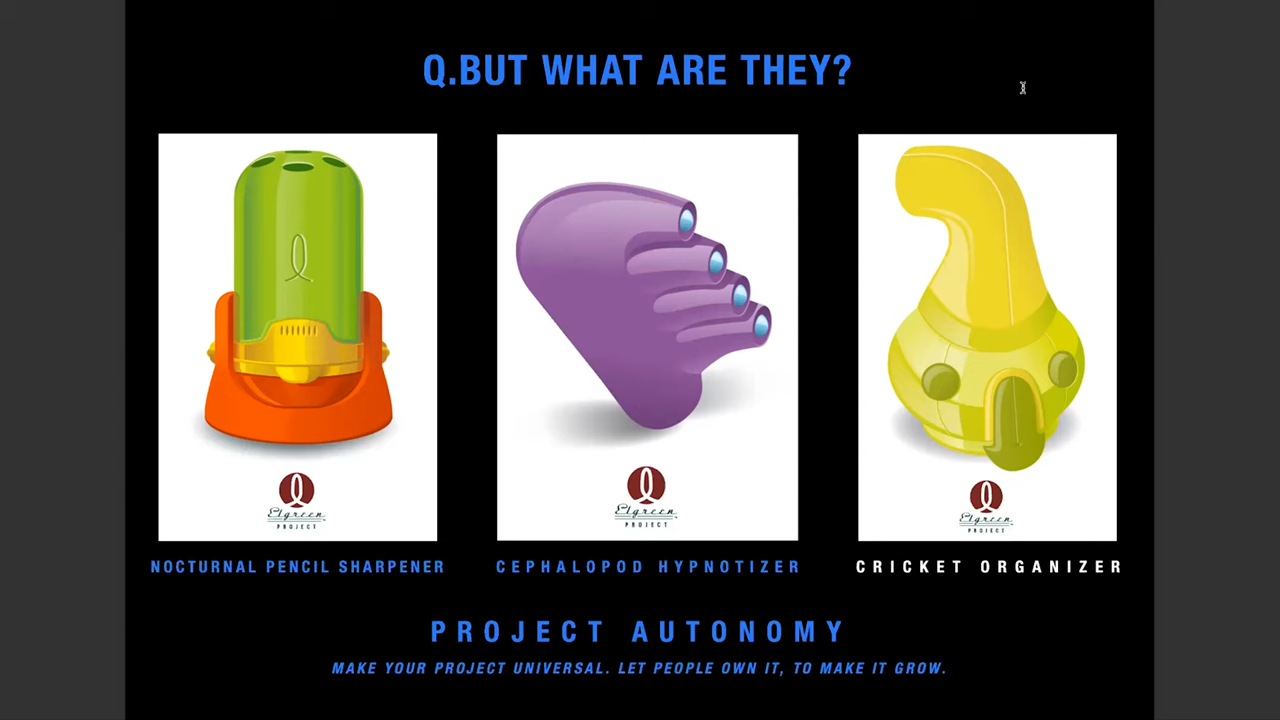 Q.BUT WHAT ARE THEY?
Elgreen
PROJECT
Elgreen
PROJECT
Elgreen
PROJECT
NOCTURNAL PENCIL SHARPENER
CEPHALOPOD HYPNOTIZER
CRICKET ORGANIZER
PROJECT AUTONOMY
MAKE YOUR PROJECT UNIVERSAL. LET PEOPLE OWN IT, TO MAKE IT GROW.